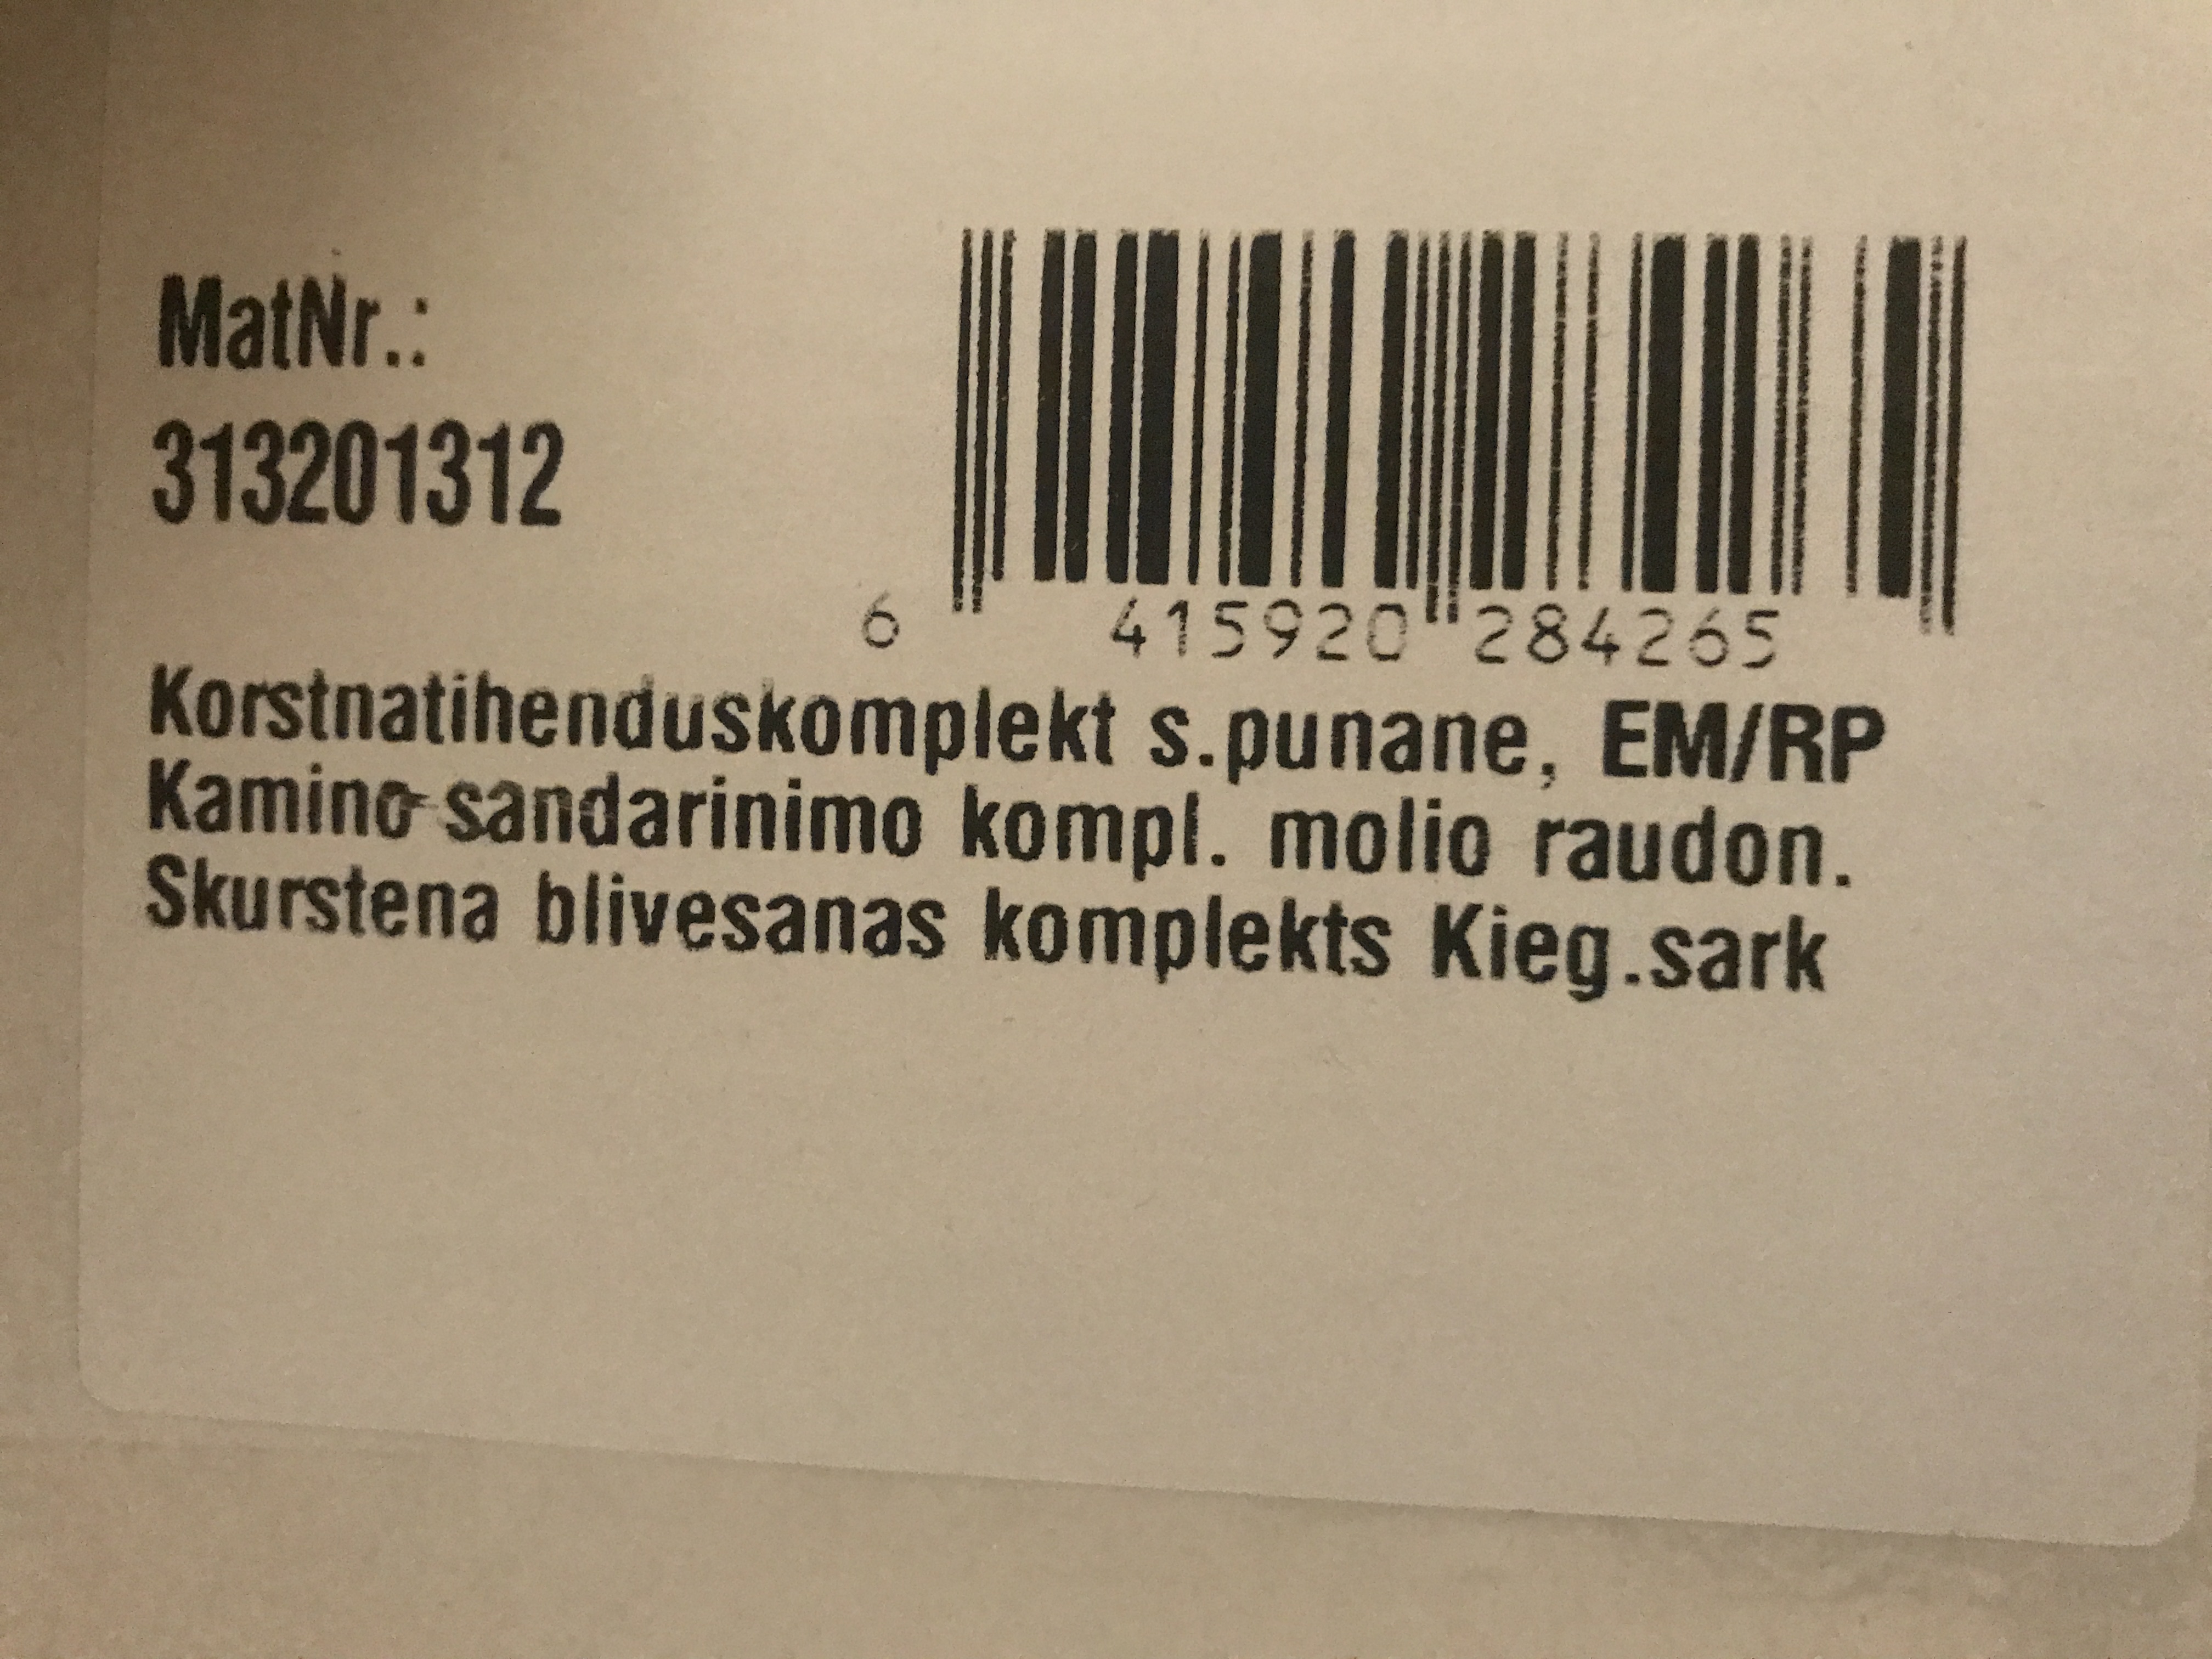 MatNr.:
313201312
6 415920 284265
Korstnatihenduskomplekt s.punane, EM/RP
Kamino sandarinimo kompl. molio raudon.
Skurstena blivesanas komplekts Kieg.sark